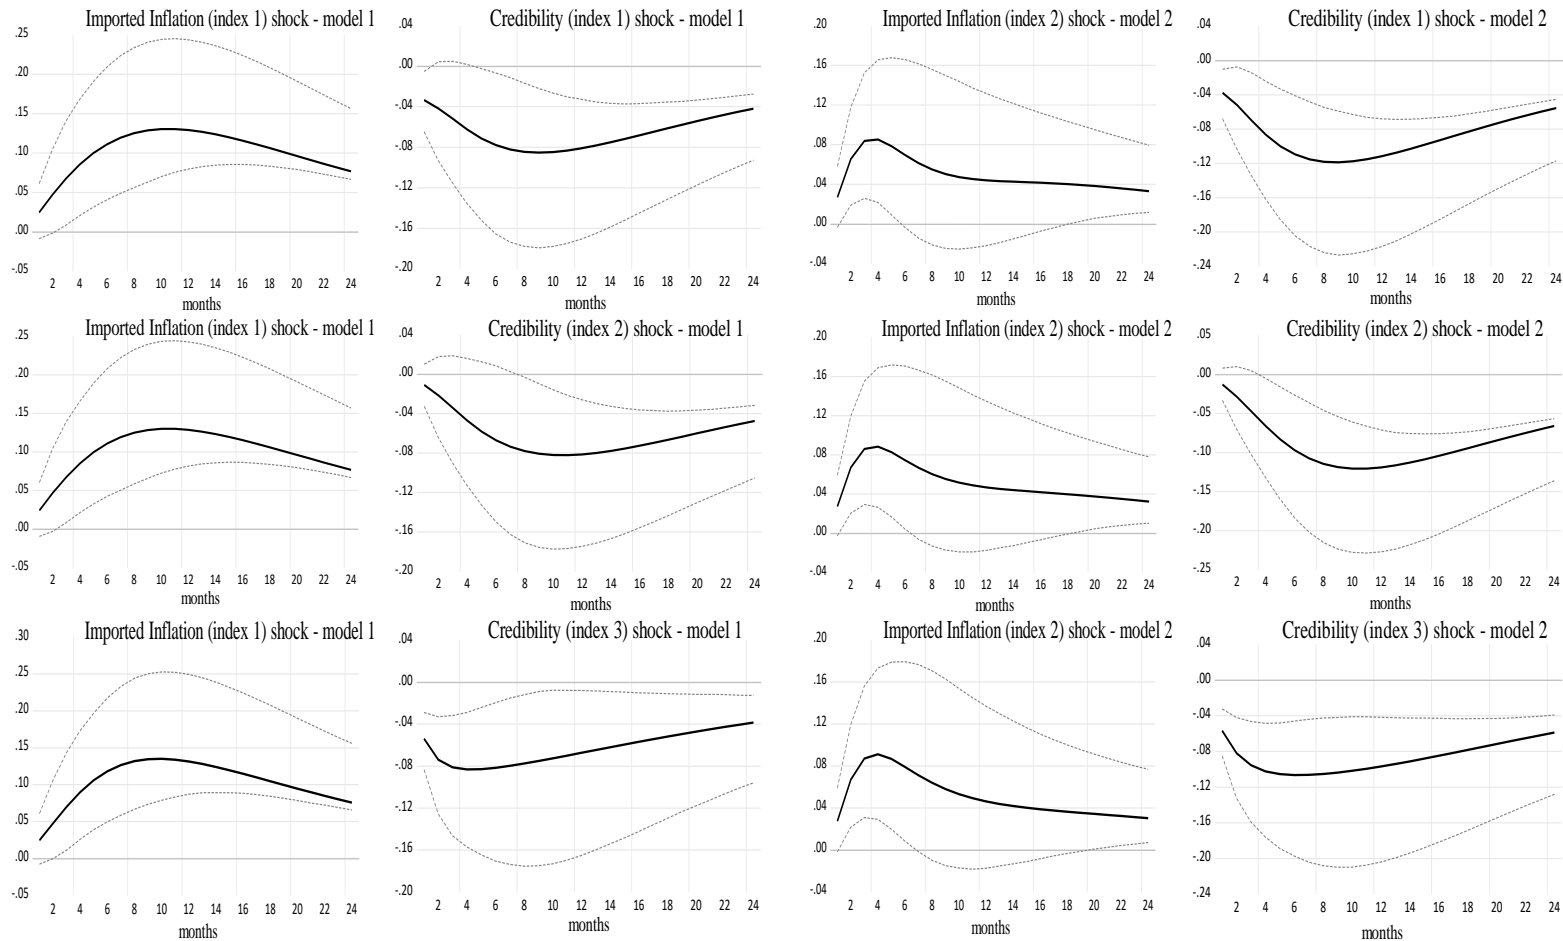 Imported Inflation (index 1) shock - model 1
.25
.20
.15
.10
.05
.00
-.05
2 4 6 8 10 12 14 16 18 20 22 24
months
Credibility (index 1) shock - model 1
.04
.00
-.04
-.08
-.12
-.16
-.20
2 4 6 8 10 12 14 16 18 20 22 24
months
Imported Inflation (index 2) shock - model 2
.20
.16
.12
.08
.04
.00
-.04
2 4 6 8 10 12 14 16 18 20 22 24
months
Credibility (index 1) shock - model 2
.04
.00
-.04
-.08
-.12
-.16
-.20
-.24
2 4 6 8 10 12 14 16 18 20 22 24
months
Imported Inflation (index 1) shock - model 1
.25
.20
.15
.10
.05
.00
-.05
2 4 6 8 10 12 14 16 18 20 22 24
months
Credibility (index 2) shock - model 1
.04
.00
-.04
-.08
-.12
-.16
-.20
2 4 6 8 10 12 14 16 18 20 22 24
months
Imported Inflation (index 2) shock - model 2
.20
.16
.12
.08
.04
.00
-.04
2 4 6 8 10 12 14 16 18 20 22 24
months
Credibility (index 2) shock - model 2
.05
.00
-.05
-.10
-.15
-.20
-.25
2 4 6 8 10 12 14 16 18 20 22 24
months
Imported Inflation (index 1) shock - model 1
.30
.25
.20
.15
.10
.05
.00
-.05
2 4 6 8 10 12 14 16 18 20 22 24
months
Credibility (index 3) shock - model 1
.04
.00
-.04
-.08
-.12
-.16
-.20
2 4 6 8 10 12 14 16 18 20 22 24
months
Imported Inflation (index 2) shock - model 2
.20
.16
.12
.08
.04
.00
-.04
2 4 6 8 10 12 14 16 18 20 22 24
months
Credibility (index 3) shock - model 2
.04
.00
-.04
-.08
-.12
-.16
-.20
-.24
2 4 6 8 10 12 14 16 18 20 22 24
months